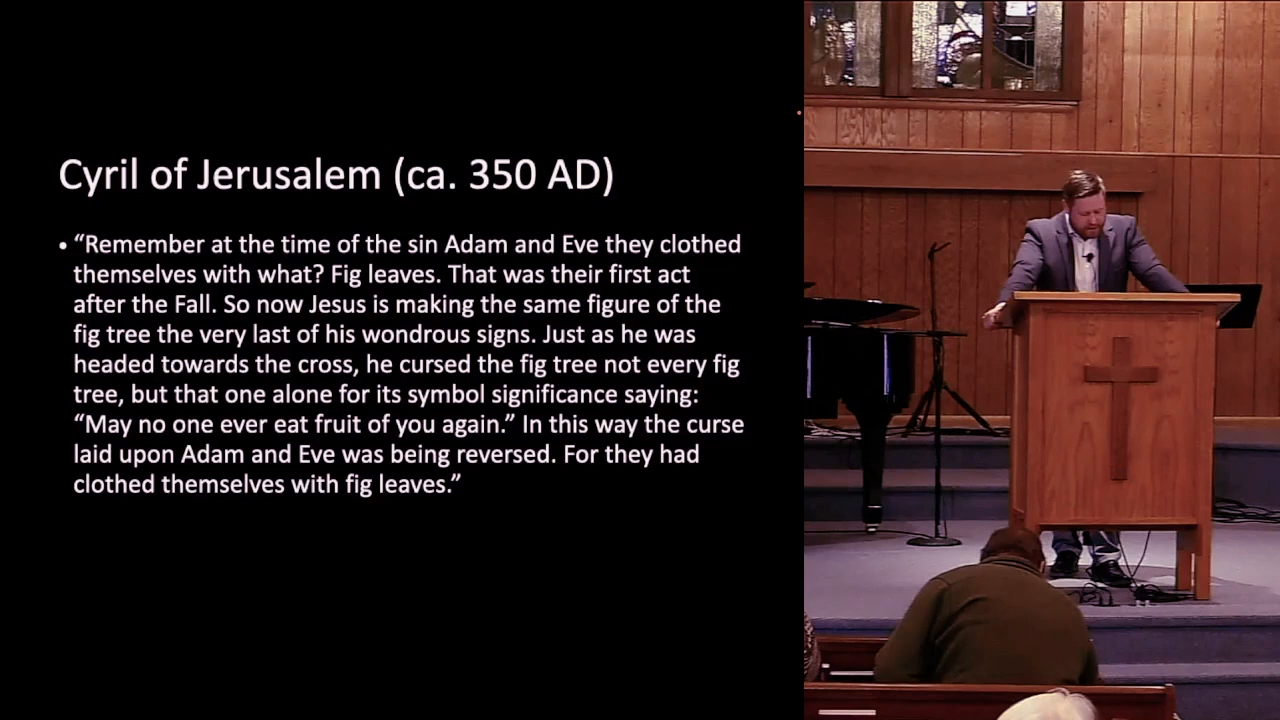 Cyril of Jerusalem (ca. 350 AD)
• “Remember at the time of the sin Adam and Eve they clothed
themselves with what? Fig leaves. That was their first act
after the Fall. So now Jesus is making the same figure of the
fig tree the very last of his wondrous signs. Just as he was
headed towards the cross, he cursed the fig tree not every fig
tree, but that one alone for its symbol significance saying:
“May no one ever eat fruit of you again.” In this way the curse
laid upon Adam and Eve was being reversed. For they had
clothed themselves with fig leaves.”